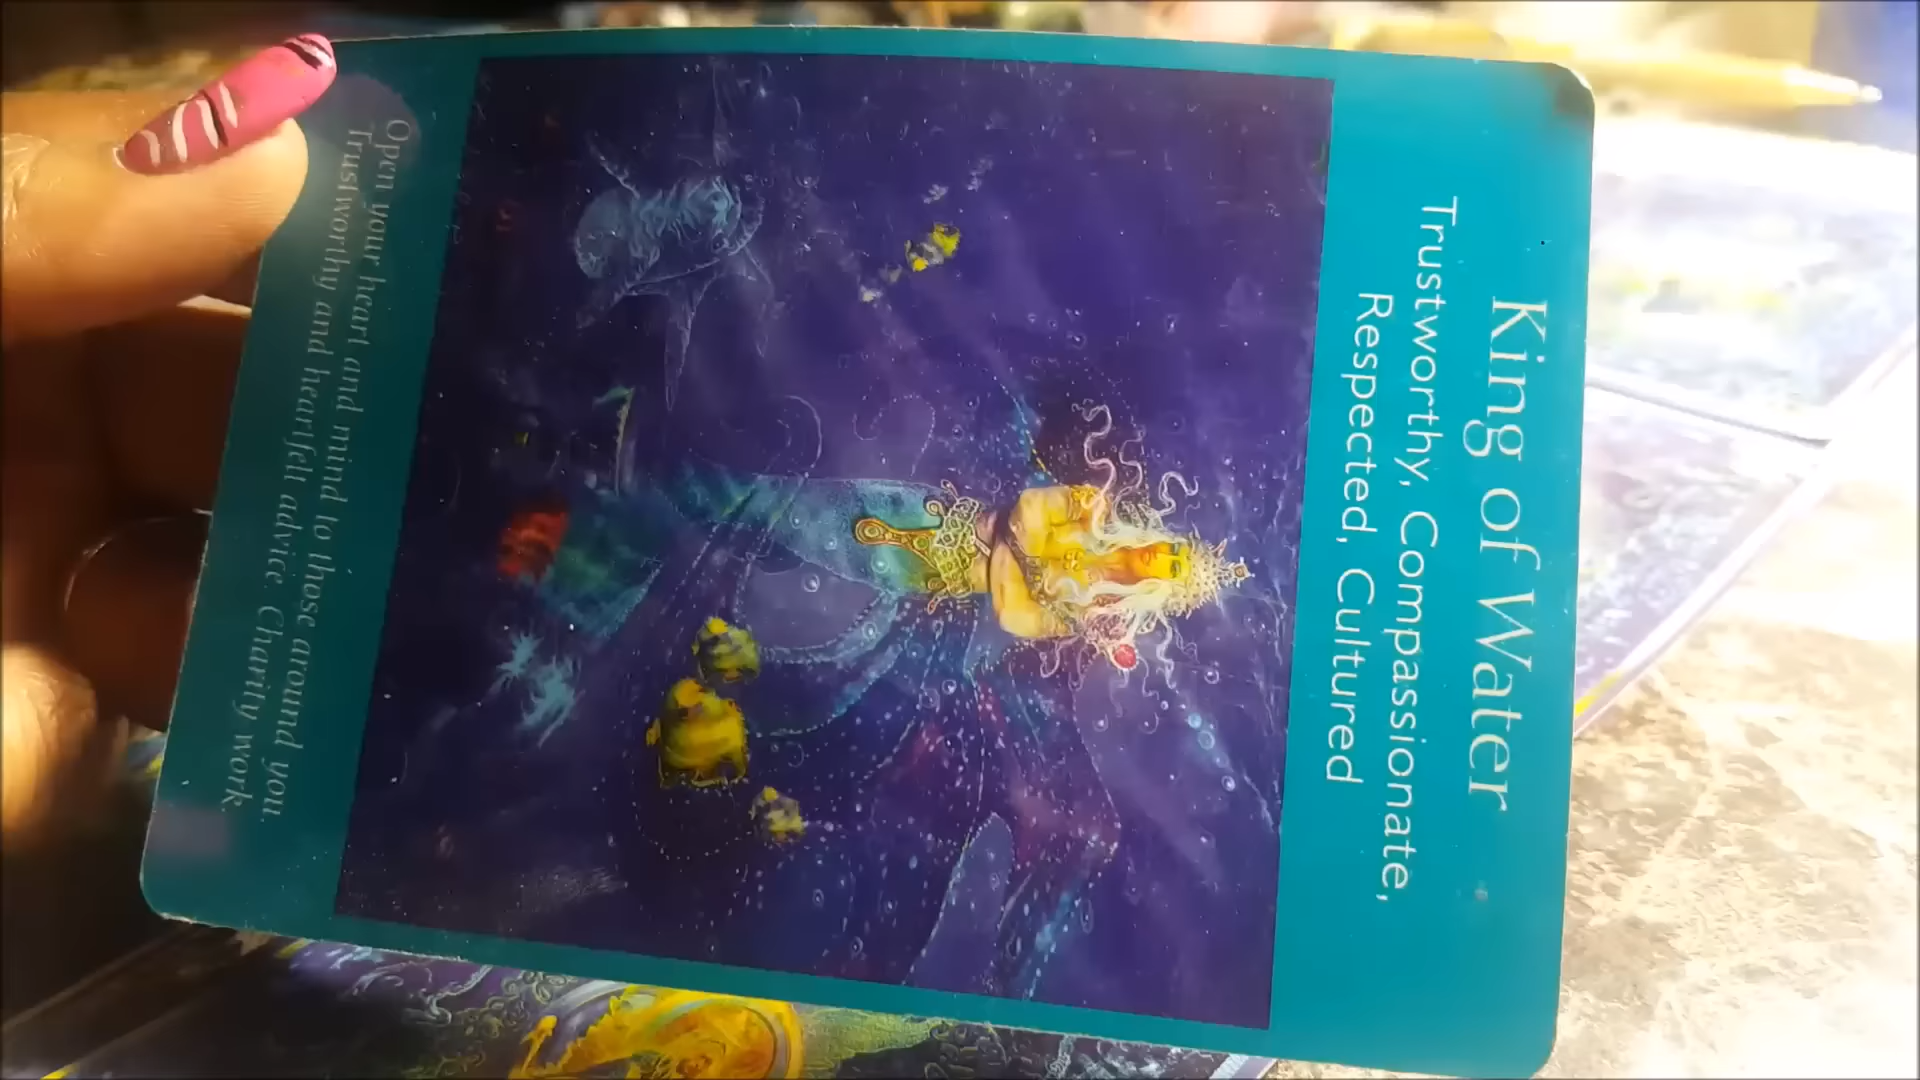 King of Water
Trustworthy, Compassionate,
Respected, Cultured
Open your heart and mind to those around you.
Trustworthy and heartfelt advice. Charity work.